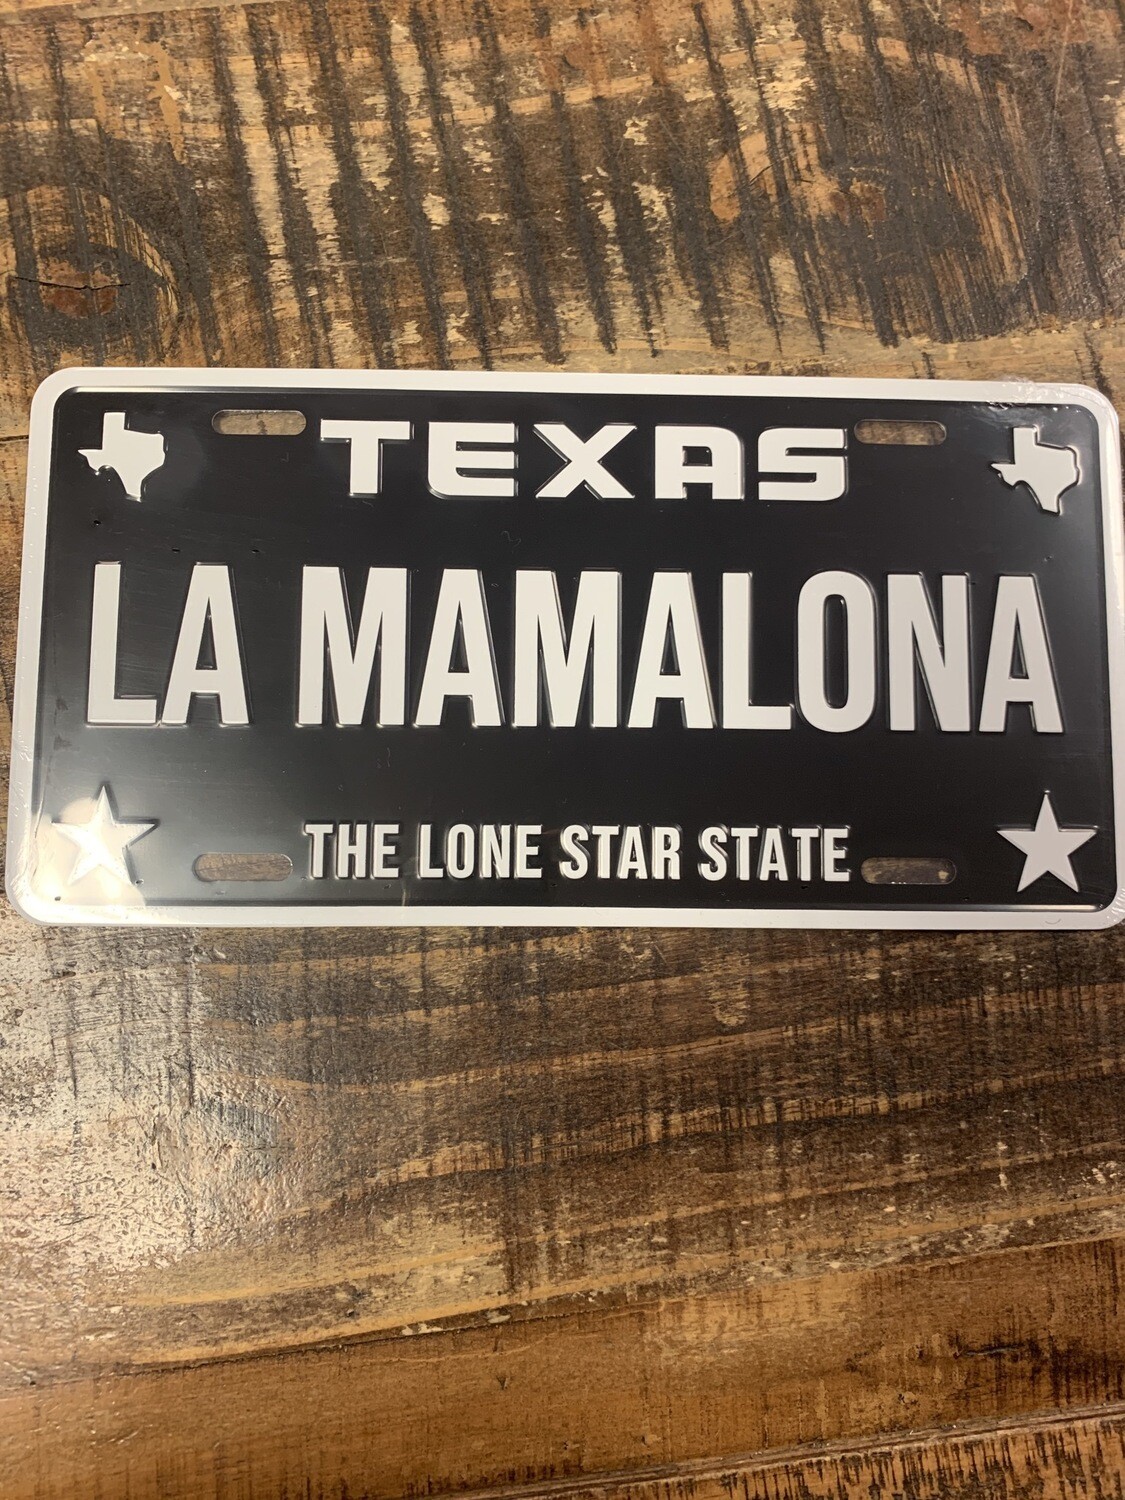 TEXAS
LA MAMALONA
THE LONE STAR STATE